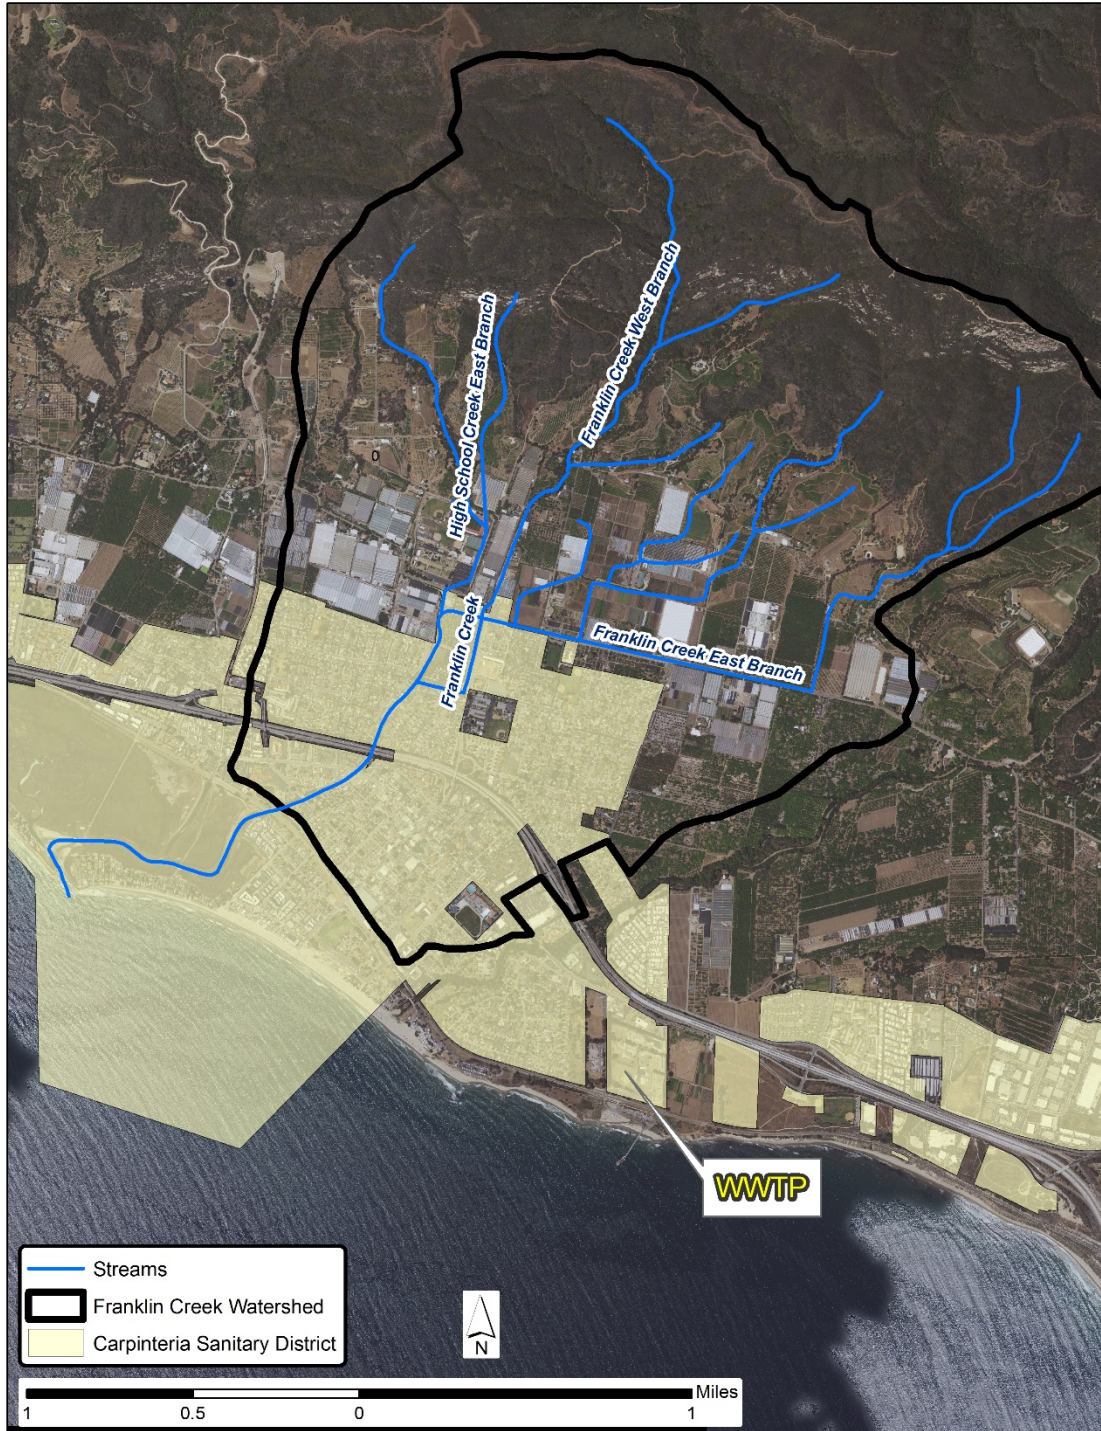 High School Creek East Branch
Franklin Creek West Branch
0
Franklin Creek
Franklin Creek East Branch
WWTP
Streams
Franklin Creek Watershed
Carpinteria Sanitary District
N
Miles
1 0.5 0 1